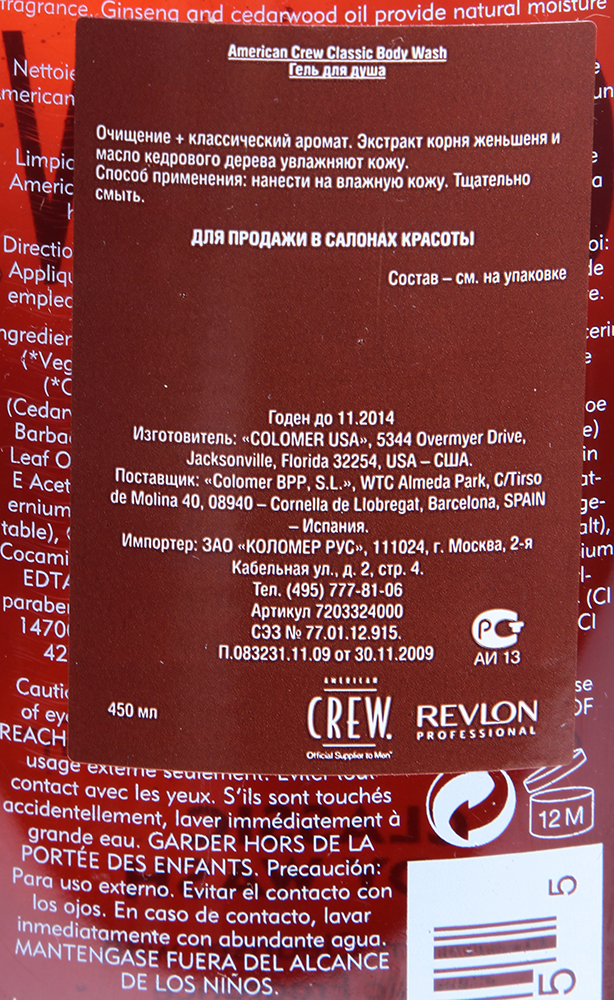 fragrance. Ginseng and cedarwood oil provide natural moisture
American Crew Classic Body Wash
Гель для душа
Очищение + классический аромат. Экстракт корня женьшеня и
масло кедрового дерева увлажняют кожу.
Способ применения: нанести на влажную кожу. Тщательно
смыть.
ДЛЯ ПРОДАЖИ В САЛОНАХ КРАСОТЫ
Состав – см. на упаковке
Годен до 11.2014
Изготовитель: «COLOMER USA», 5344 Overmyer Drive,
Jacksonville, Florida 32254, USA – США.
Поставщик: «Colomer BPP, S.L.», WTC Almeda Park, C/Tirso
de Molina 40, 08940 – Cornella de Llobregat, Barcelona, SPAIN
– Испания.
Импортер: ЗАО «КОЛОМЕР РУС», 111024, г. Москва, 2-я
Кабельная ул., д. 2, стр. 4.
Тел. (495) 777-81-06
Артикул 7203324000
СЭЗ № 77.01.12.915.
П.083231.11.09 от 30.11.2009
РСТ
АИ 13
450 мл
AMERICAN
CREW.
Official Supplier to Men
REVLON
PROFESSIONAL
usage externe seulement. Éviter tout
contact avec les yeux. S'ils sont touchés
accidentellement, laver immédiatement à
grande eau. GARDER HORS DE LA
PORTÉE DES ENFANTS. Precaución:
Para uso externo. Evitar el contacto con
los ojos. En caso de contacto, lavar
inmediatamente con abundante agua.
MANTENGASE FUERA DEL ALCANCE
DE LOS NIÑOS.
12 M
5
5